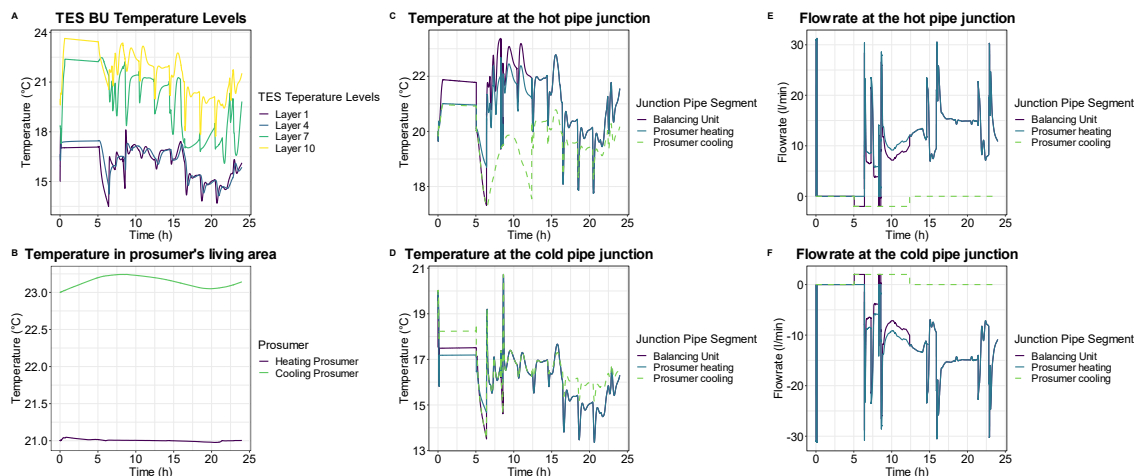 A TES BU Temperature Levels
Temperature (°C)
24
21
18
15
0 5 10 15 20 25
Time (h)
TES Teperature Levels
Layer 1
Layer 4
Layer 7
Layer 10
B Temperature in prosumer's living area
Temperature (°C)
23.0
22.5
22.0
21.5
21.0
0 5 10 15 20 25
Time (h)
Prosumer
Heating Prosumer
Cooling Prosumer
C Temperature at the hot pipe junction
Temperature (°C)
22
20
18
0 5 10 15 20 25
Time (h)
Junction Pipe Segment
Balancing Unit
Prosumer heating
Prosumer cooling
D Temperature at the cold pipe junction
Temperature (°C)
21
19
17
15
13
0 5 10 15 20 25
Time (h)
Junction Pipe Segment
Balancing Unit
Prosumer heating
Prosumer cooling
E Flowrate at the hot pipe junction
Flowrate (l/min)
30
20
10
0
0 5 10 15 20 25
Time (h)
Junction Pipe Segment
Balancing Unit
Prosumer heating
Prosumer cooling
F Flowrate at the cold pipe junction
Flowrate (l/min)
0
-10
-20
-30
0 5 10 15 20 25
Time (h)
Junction Pipe Segment
Balancing Unit
Prosumer heating
Prosumer cooling